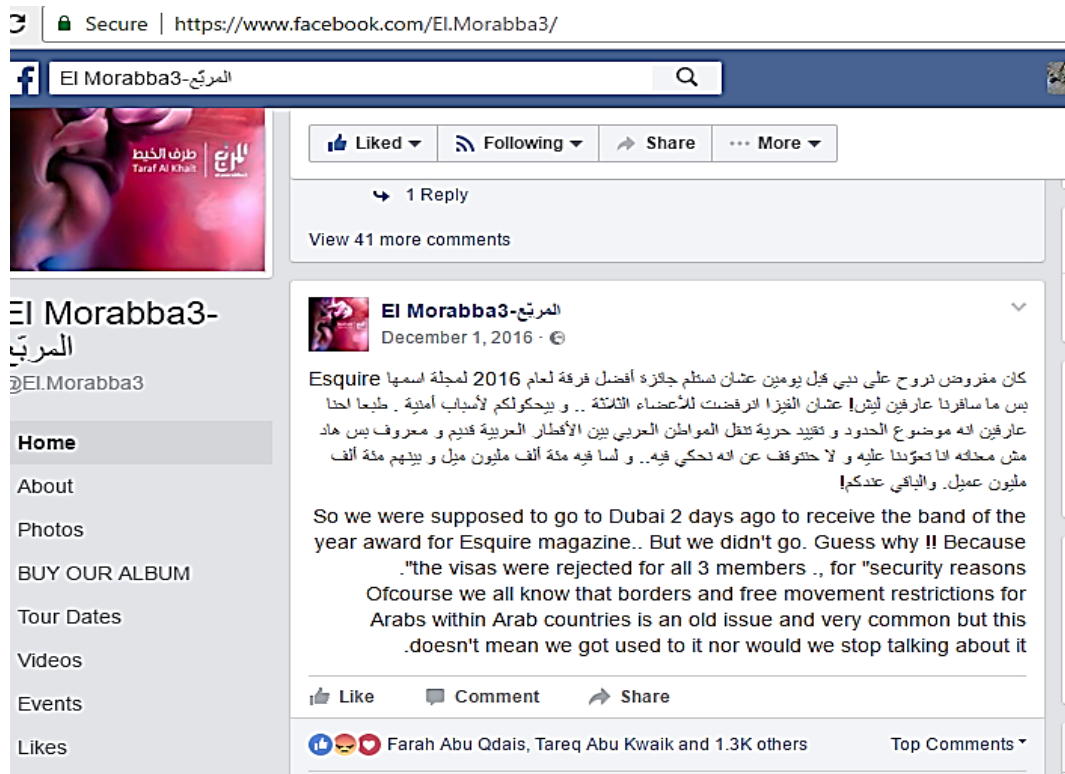 Secure | https://www.facebook.com/El.Morabba3/
f
El Morabba3-المربّع
طرف الخيط
Taraf Al Khait
المربع
El Morabba3-
المربّع
@El.Morabba3
Home
About
Photos
BUY OUR ALBUM
Tour Dates
Videos
Events
Likes
Liked
Following
Share
More
1 Reply
View 41 more comments
El Morabba3-المربّع
December 1, 2016 ·
كان مفروض نروح على دبي قبل يومين عشان نستلم جائزة أفضل فرقة لعام 2016 لمجلة اسمها Esquire
بس ما سافرنا عارفين ليش! عشان الفيزا انرفضت للأعضاء الثلاثة .. و بيحكولكم لأسباب أمنية . طبعا احنا
عارفين انه موضوع الحدود و تقييد حرية تنقل المواطن العربي بين الأقطار العربية قديم و معروف بس هاد
مش معناته انا تعوّدنا عليه و لا حنتوقف عن انه نحكي فيه.. و لسا فيه مئة ألف مليون ميل و بينهم مئة ألف
مليون عميل. والباقي عندكم!
So we were supposed to go to Dubai 2 days ago to receive the band of the
year award for Esquire magazine.. But we didn't go. Guess why !! Because
."the visas were rejected for all 3 members ., for "security reasons
Ofcourse we all know that borders and free movement restrictions for
Arabs within Arab countries is an old issue and very common but this
.doesn't mean we got used to it nor would we stop talking about it
Like
Comment
Share
Farah Abu Qdais, Tareq Abu Kwaik and 1.3K others
Top Comments